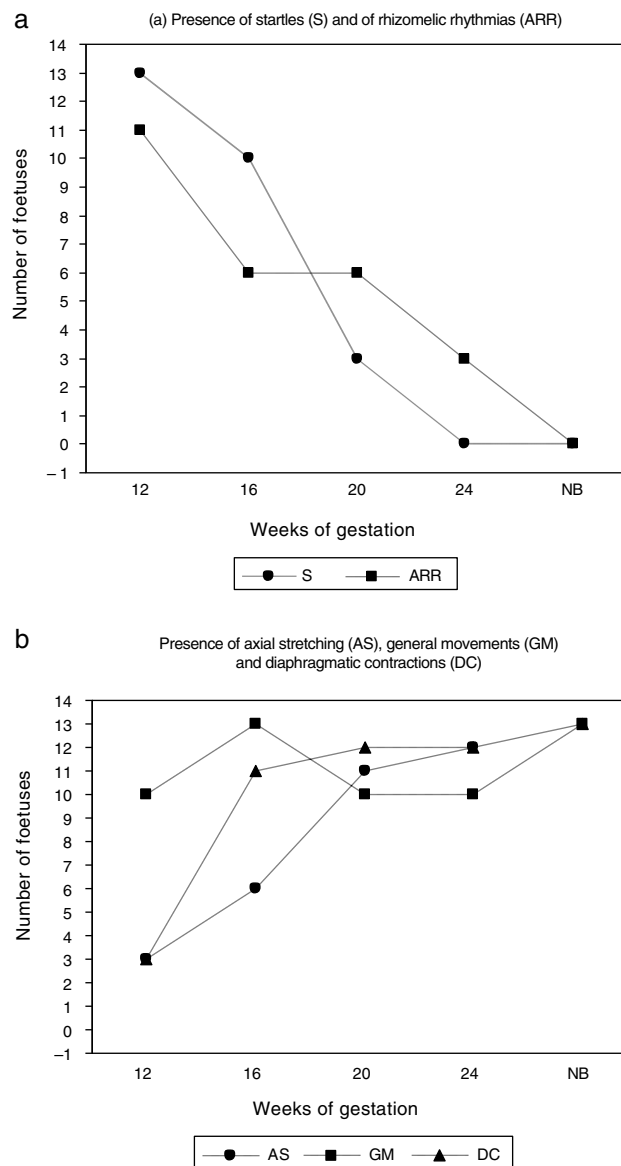 a
(a) Presence of startles (S) and of rhizomelic rhythmias (ARR)
Number of foetuses
14
13
12
11
10
9
8
7
6
5
4
3
2
1
0
–1
12 16 20 24 NB
Weeks of gestation
S ARR
b
Presence of axial stretching (AS), general movements (GM)
and diaphragmatic contractions (DC)
Number of foetuses
14
13
12
11
10
9
8
7
6
5
4
3
2
1
0
–1
12 16 20 24 NB
Weeks of gestation
AS GM DC